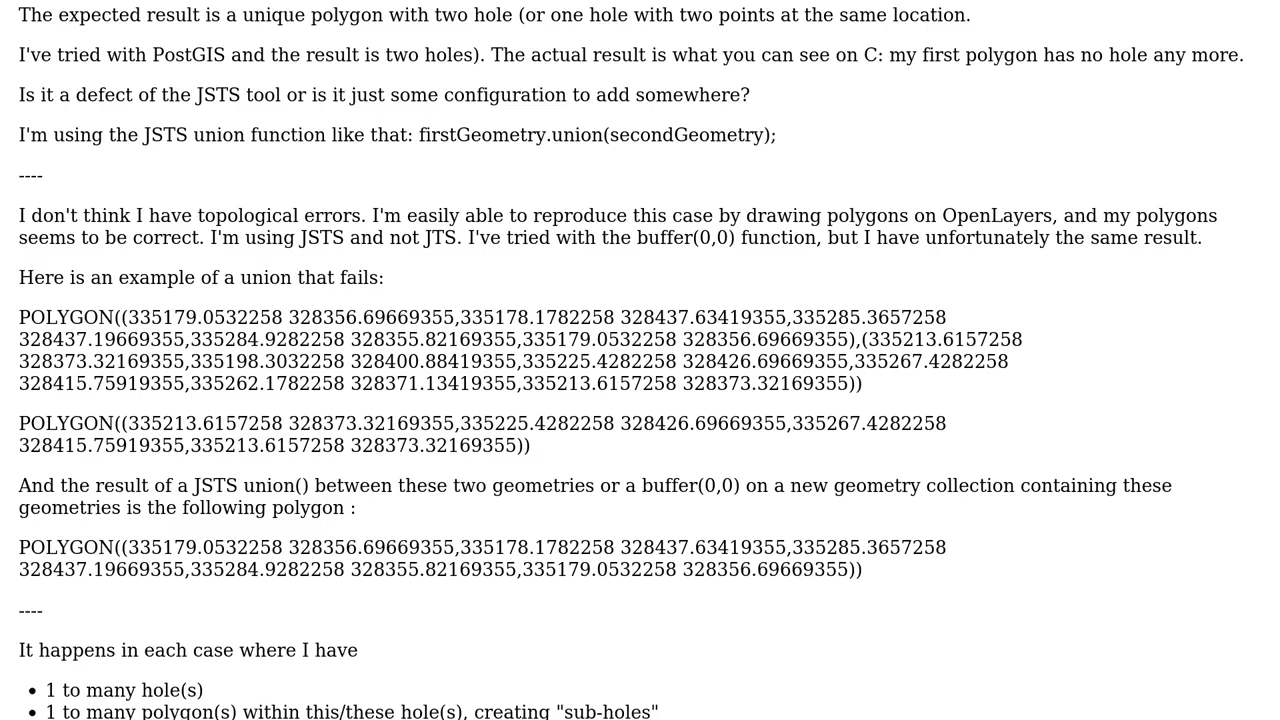 The expected result is a unique polygon with two hole (or one hole with two points at the same location.
I've tried with PostGIS and the result is two holes). The actual result is what you can see on C: my first polygon has no hole any more.
Is it a defect of the JSTS tool or is it just some configuration to add somewhere?
I'm using the JSTS union function like that: firstGeometry.union(secondGeometry);
----
I don't think I have topological errors. I'm easily able to reproduce this case by drawing polygons on OpenLayers, and my polygons
seems to be correct. I'm using JSTS and not JTS. I've tried with the buffer(0,0) function, but I have unfortunately the same result.
Here is an example of a union that fails:
POLYGON((335179.0532258 328356.69669355,335178.1782258 328437.63419355,335285.3657258
328437.19669355,335284.9282258 328355.82169355,335179.0532258 328356.69669355),(335213.6157258
328373.32169355,335198.3032258 328400.88419355,335225.4282258 328426.69669355,335267.4282258
328415.75919355,335262.1782258 328371.13419355,335213.6157258 328373.32169355))
POLYGON((335213.6157258 328373.32169355,335225.4282258 328426.69669355,335267.4282258
328415.75919355,335213.6157258 328373.32169355))
And the result of a JSTS union() between these two geometries or a buffer(0,0) on a new geometry collection containing these
geometries is the following polygon :
POLYGON((335179.0532258 328356.69669355,335178.1782258 328437.63419355,335285.3657258
328437.19669355,335284.9282258 328355.82169355,335179.0532258 328356.69669355))
----
It happens in each case where I have
• 1 to many hole(s)
• 1 to many polygon(s) within this/these hole(s), creating "sub-holes"